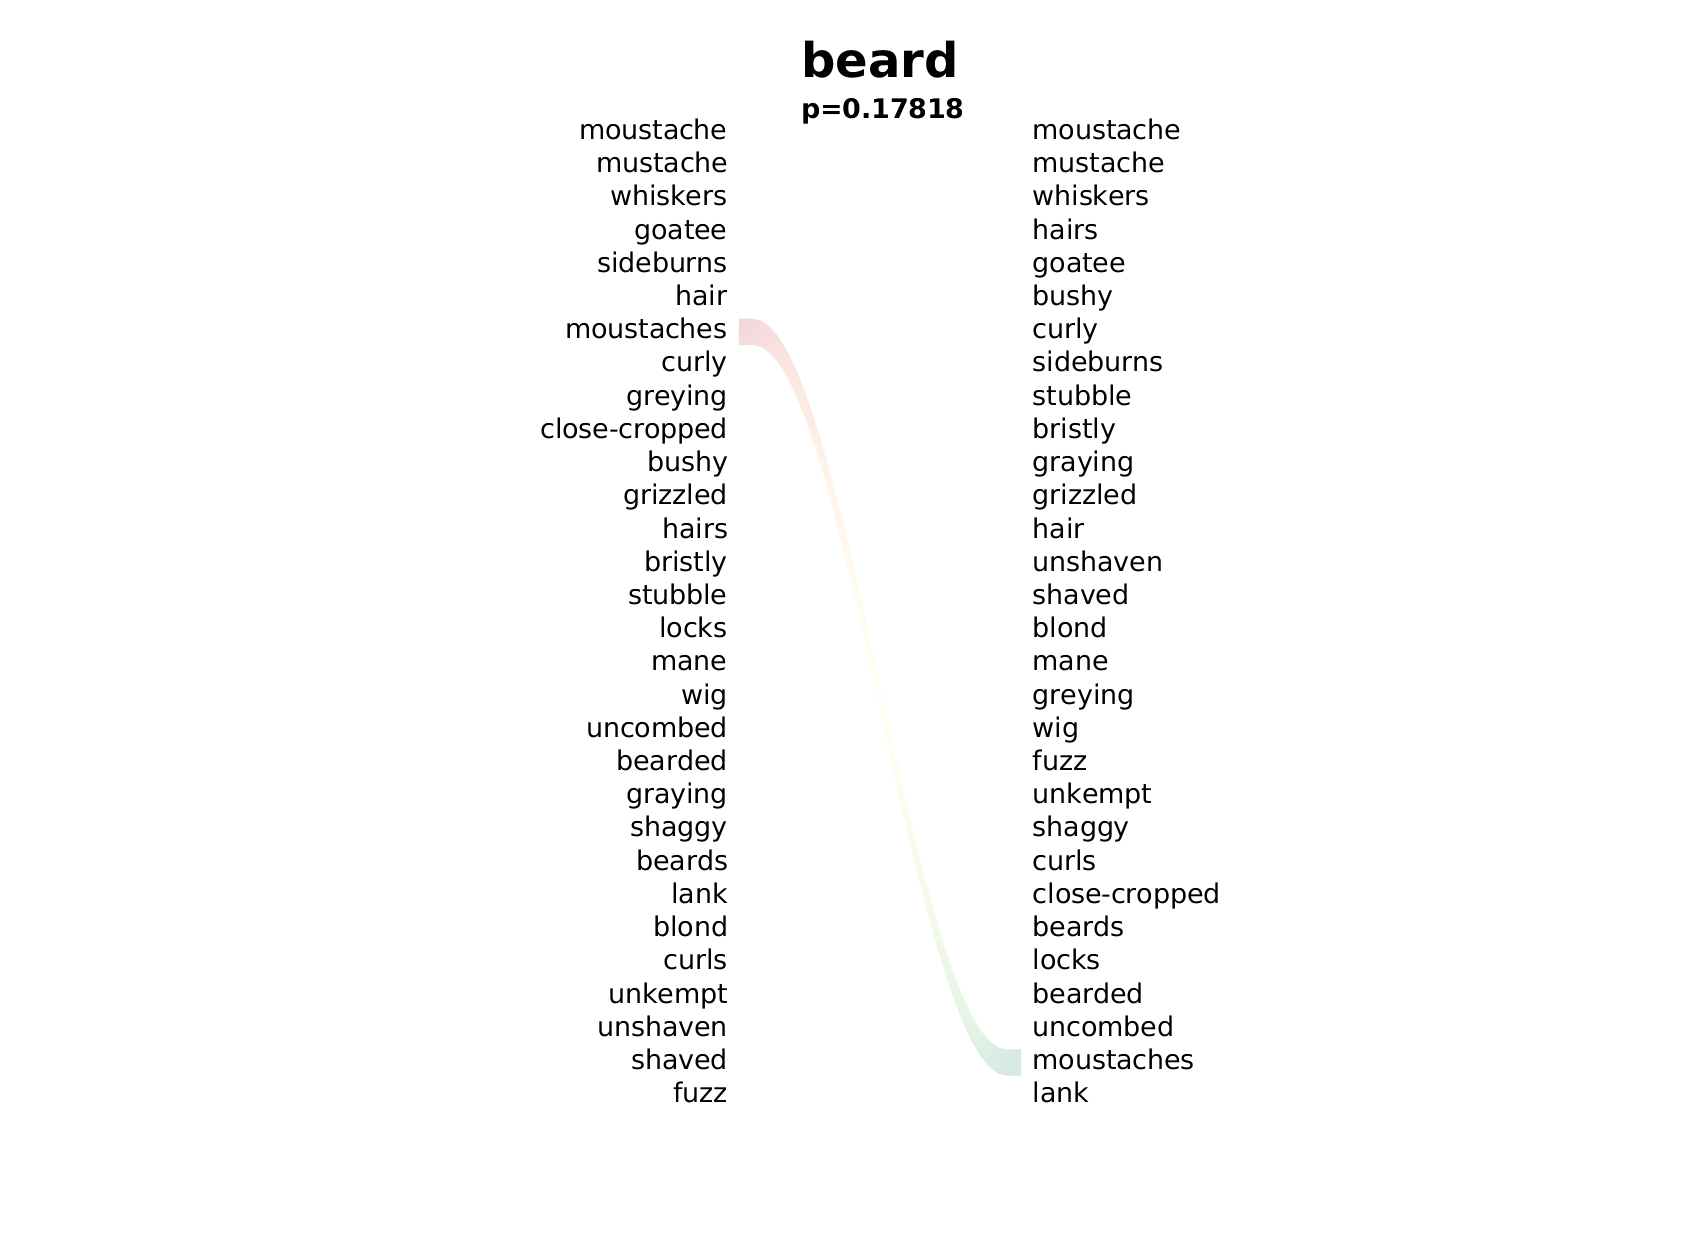 beard
p=0.17818
moustache moustache
mustache mustache
whiskers whiskers
goatee hairs
sideburns goatee
hair bushy
moustaches curly
curly sideburns
greying stubble
close-cropped bristly
bushy graying
grizzled grizzled
hairs hair
bristly unshaven
stubble shaved
locks blond
mane mane
wig greying
uncombed wig
bearded fuzz
graying unkempt
shaggy shaggy
beards curls
lank close-cropped
blond beards
curls locks
unkempt bearded
unshaven uncombed
shaved moustaches
fuzz lank